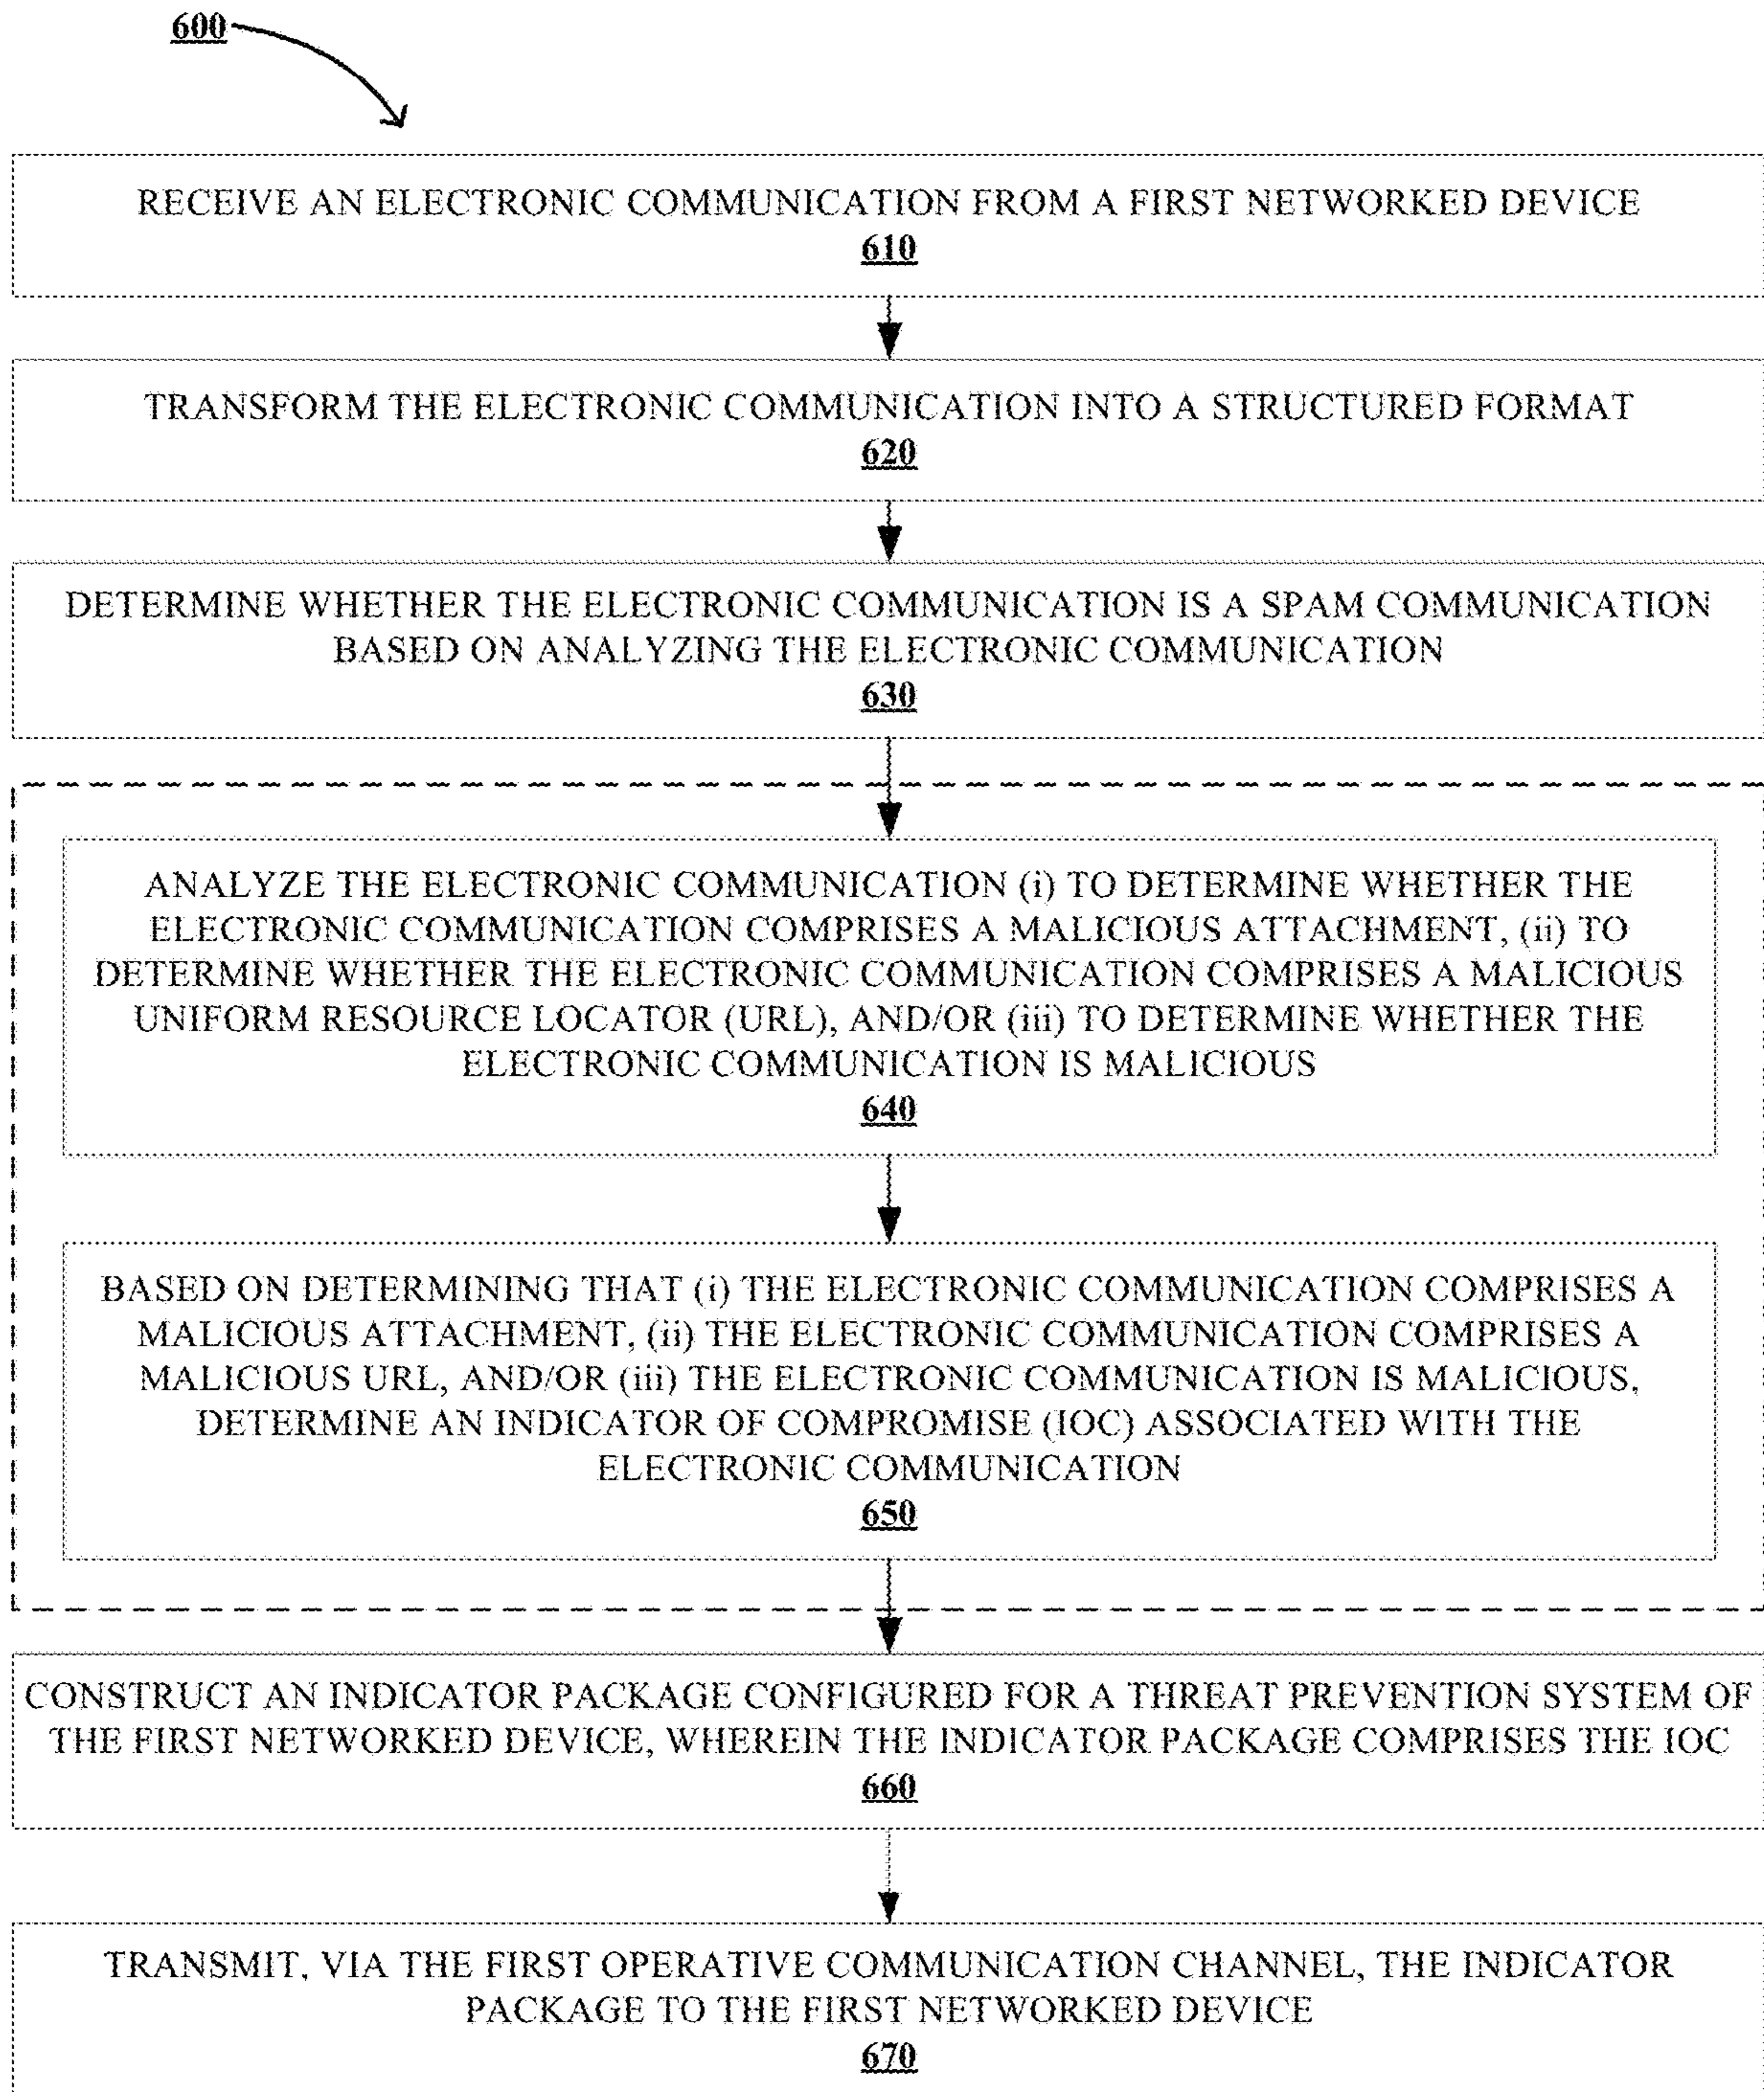 600
RECEIVE AN ELECTRONIC COMMUNICATION FROM A FIRST NETWORKED DEVICE
610
TRANSFORM THE ELECTRONIC COMMUNICATION INTO A STRUCTURED FORMAT
620
DETERMINE WHETHER THE ELECTRONIC COMMUNICATION IS A SPAM COMMUNICATION
BASED ON ANALYZING THE ELECTRONIC COMMUNICATION
630
ANALYZE THE ELECTRONIC COMMUNICATION (i) TO DETERMINE WHETHER THE
ELECTRONIC COMMUNICATION COMPRISES A MALICIOUS ATTACHMENT, (ii) TO
DETERMINE WHETHER THE ELECTRONIC COMMUNICATION COMPRISES A MALICIOUS
UNIFORM RESOURCE LOCATOR (URL), AND/OR (iii) TO DETERMINE WHETHER THE
ELECTRONIC COMMUNICATION IS MALICIOUS
640
BASED ON DETERMINING THAT (i) THE ELECTRONIC COMMUNICATION COMPRISES A
MALICIOUS ATTACHMENT, (ii) THE ELECTRONIC COMMUNICATION COMPRISES A
MALICIOUS URL, AND/OR (iii) THE ELECTRONIC COMMUNICATION IS MALICIOUS,
DETERMINE AN INDICATOR OF COMPROMISE (IOC) ASSOCIATED WITH THE
ELECTRONIC COMMUNICATION
650
CONSTRUCT AN INDICATOR PACKAGE CONFIGURED FOR A THREAT PREVENTION SYSTEM OF
THE FIRST NETWORKED DEVICE, WHEREIN THE INDICATOR PACKAGE COMPRISES THE IOC
660
TRANSMIT, VIA THE FIRST OPERATIVE COMMUNICATION CHANNEL, THE INDICATOR
PACKAGE TO THE FIRST NETWORKED DEVICE
670